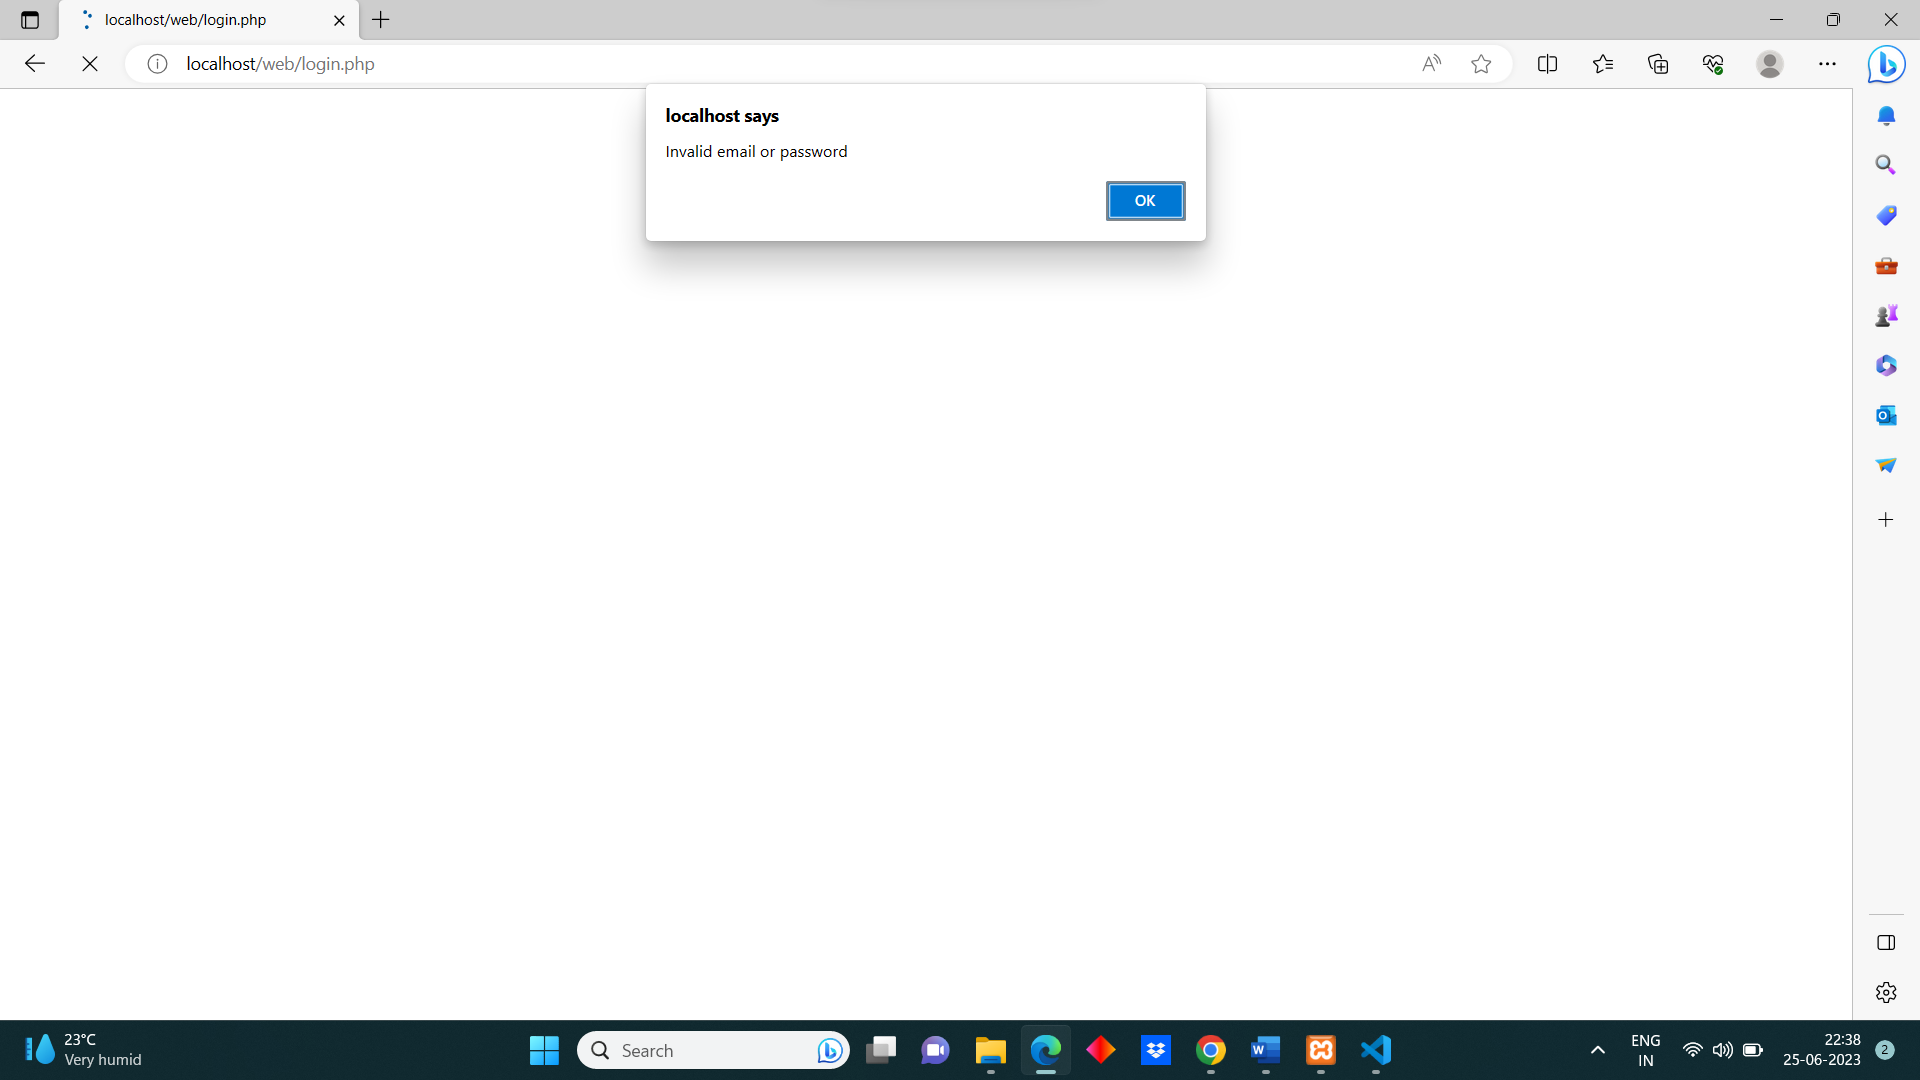 localhost/web/login.php
localhost/web/login.php
localhost says
Invalid email or password
OK
23°C
Very humid
Search
ENG
IN
22:38
25-06-2023
2